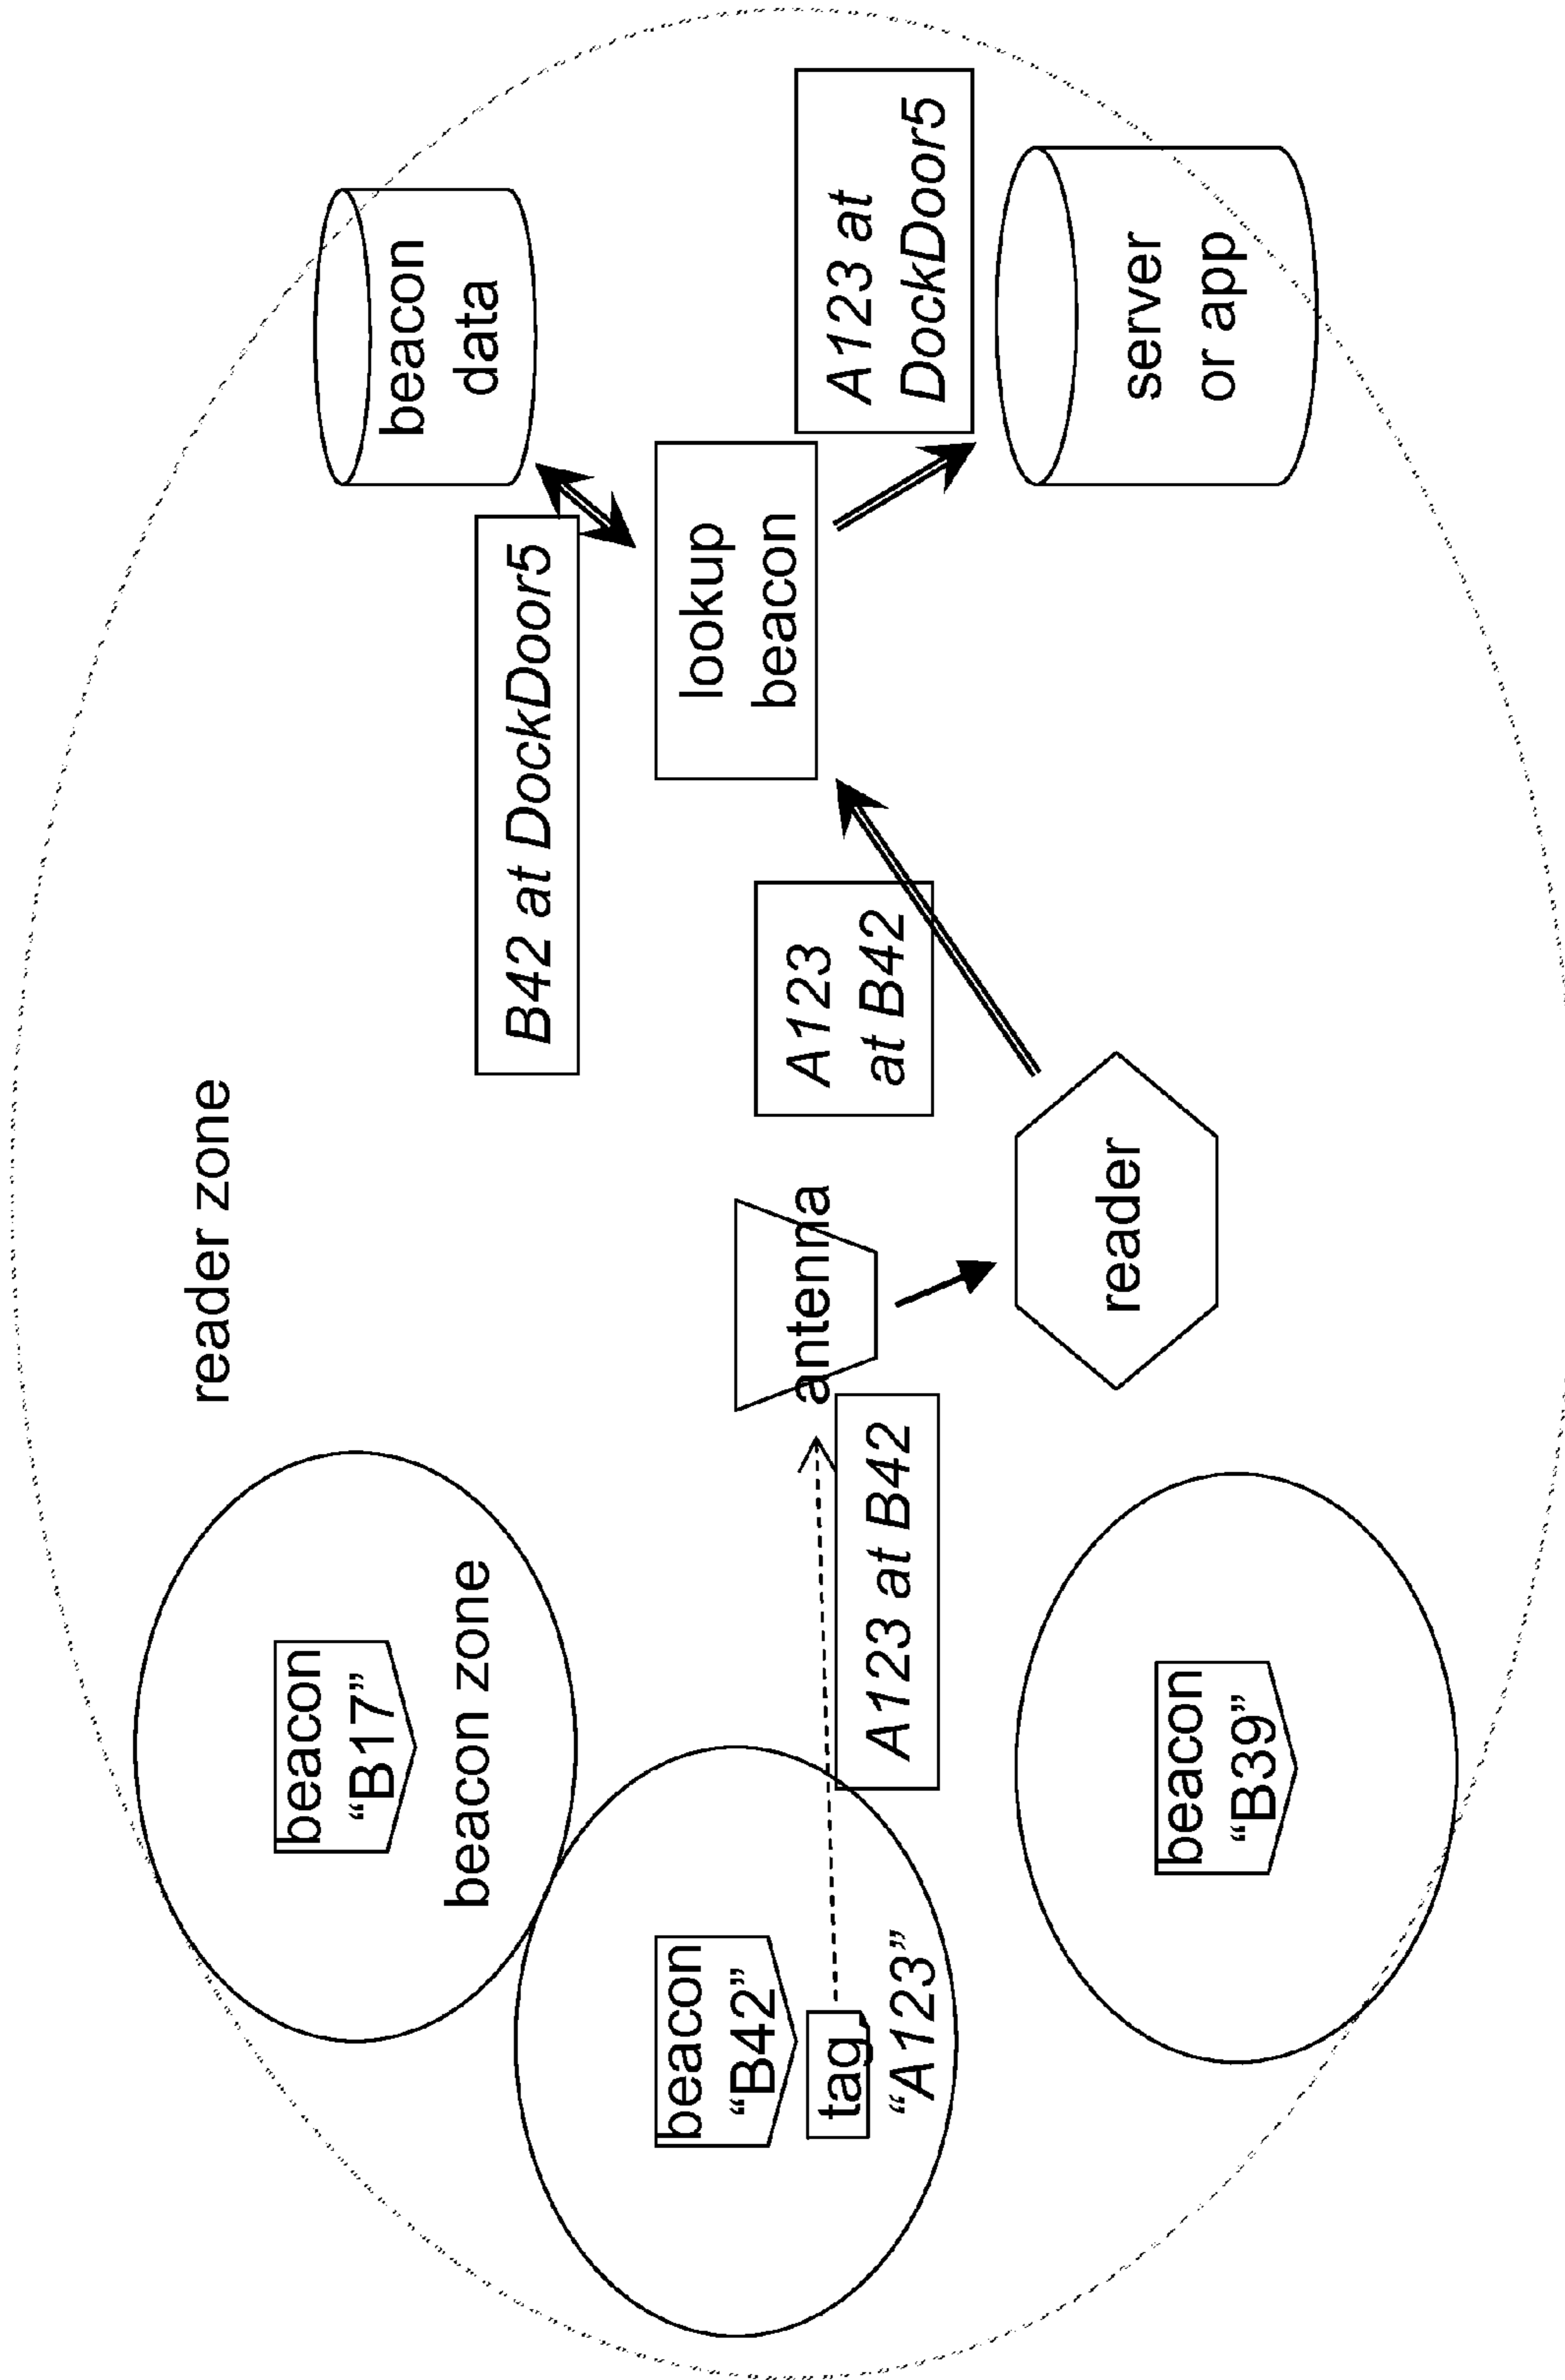 reader zone
beacon
“B17”
beacon zone
beacon
“B42”
tag
“A123”
beacon
“B39”
A123 at B42
antenna
reader
A123
at B42
B42 at DockDoor5
lookup
beacon
beacon
data
A123 at
DockDoor5
server
or app